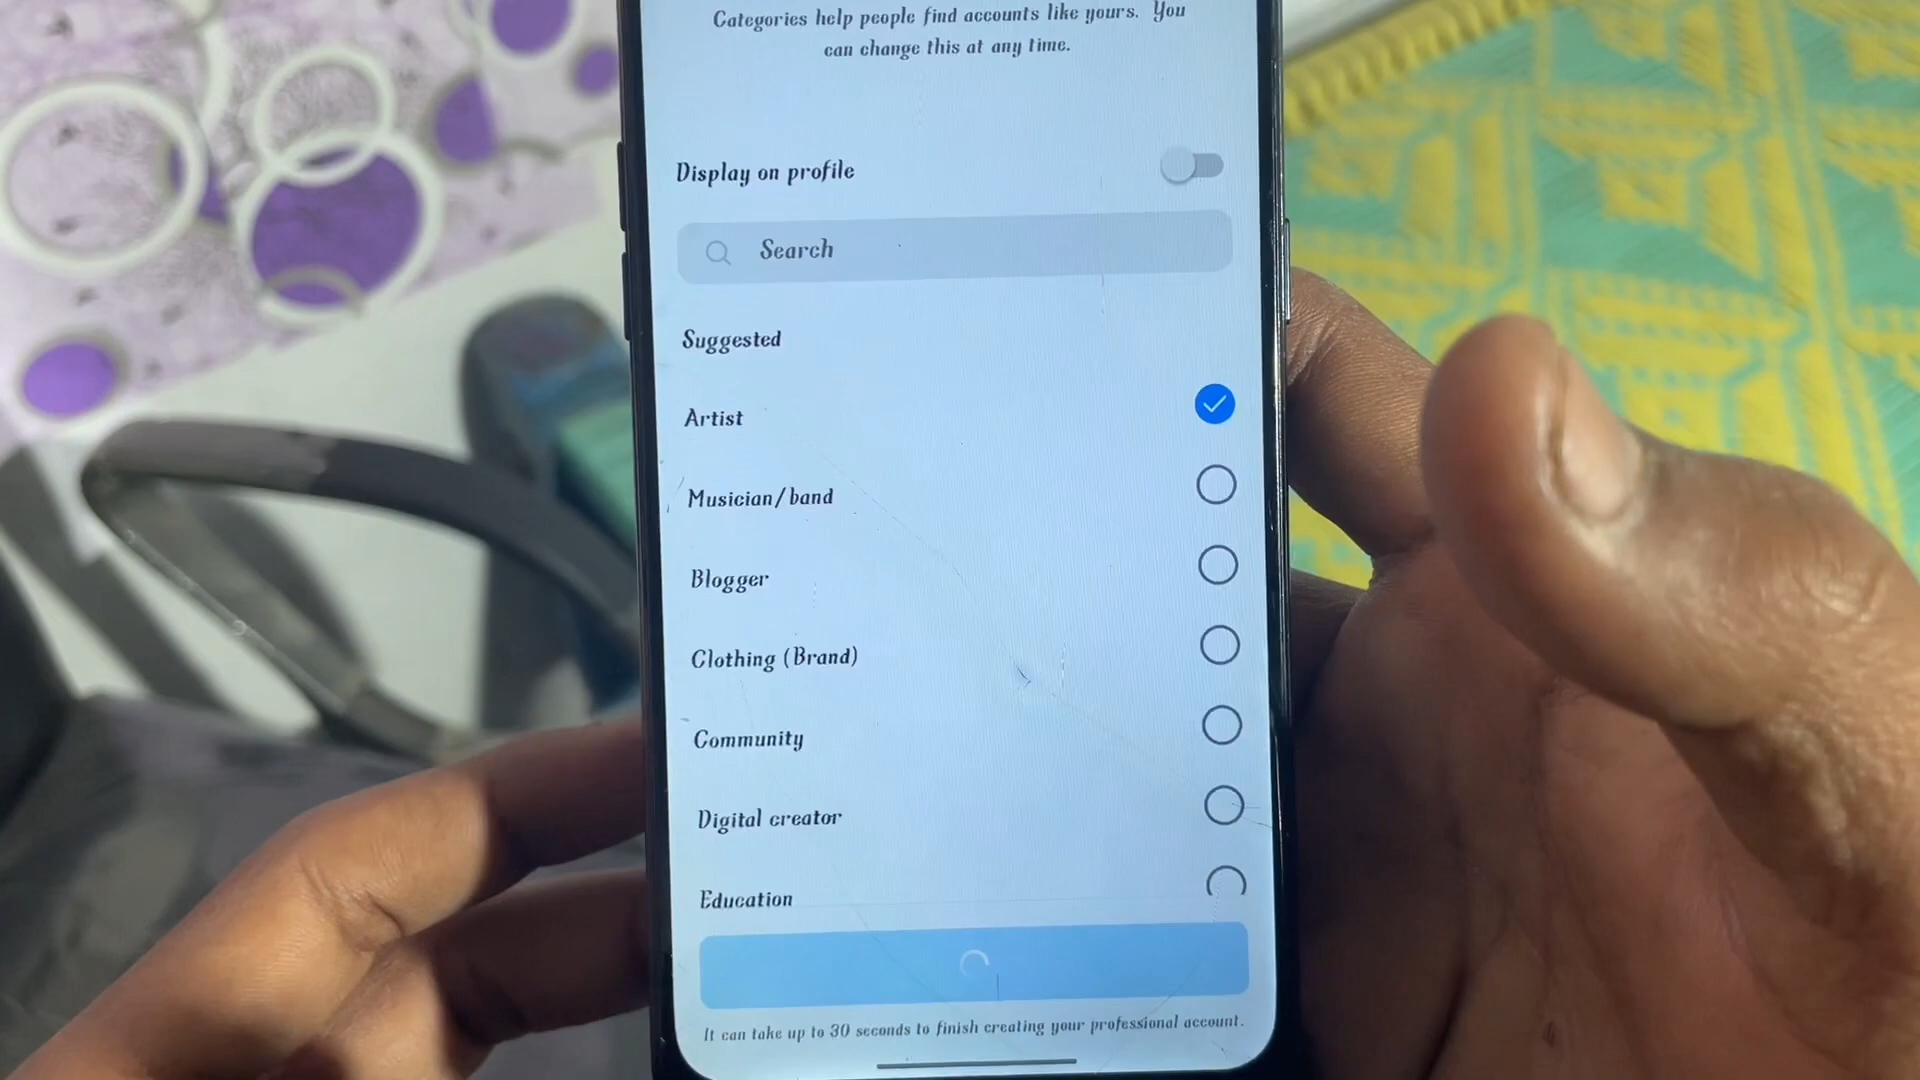 Categories help people find accounts like yours. You
can change this at any time.
Display on profile
Search
Suggested
Artist
Musician/band
Blogger
Clothing (Brand)
Community
Digital creator
Education
It can take up to 30 seconds to finish creating your professional account.